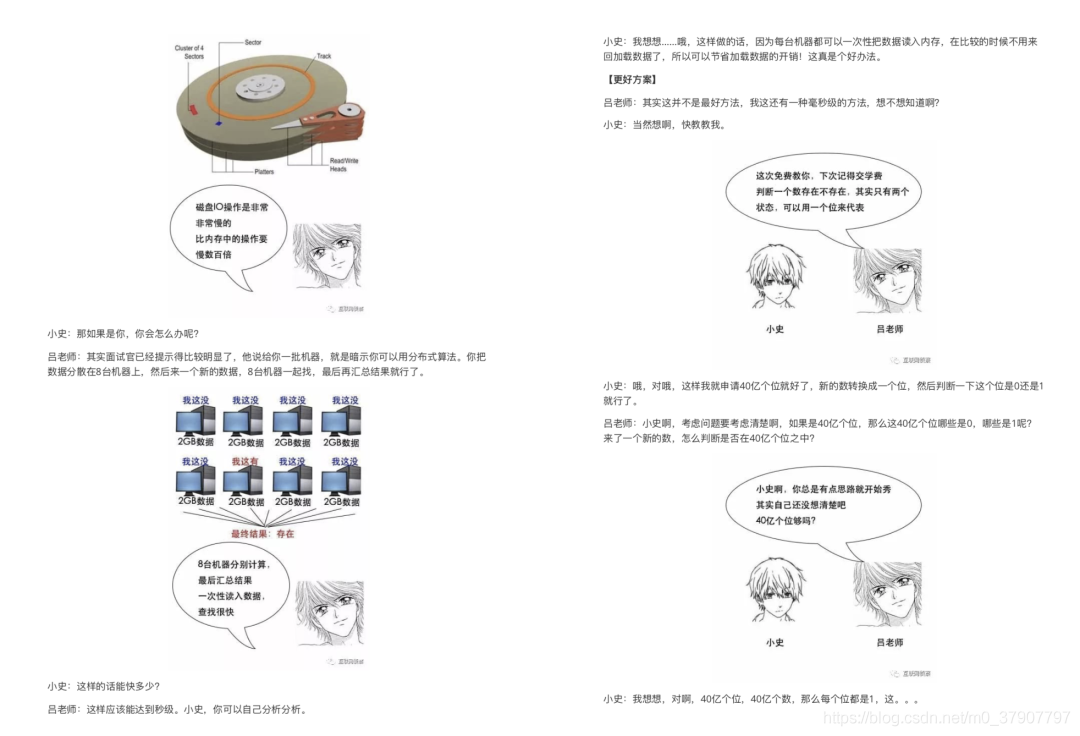 Cluster of 4
Sectors
Sector
Track
Platters
Read/Write
Heads
磁盘IO操作是非常
非常慢的
比内存中的操作要
慢数百倍
小史：那如果是你，你会怎么办呢？
吕老师：其实面试官已经提示得比较明显了，他说给你一批机器，就是暗示你可以用分布式算法。你把
数据分散在8台机器上，然后来一个新的数据，8台机器一起找，最后再汇总结果就行了。
我这没 我这没 我这没 我这没
2GB数据 2GB数据 2GB数据 2GB数据
我这没 我这有 我这没 我这没
2GB数据 2GB数据 2GB数据 2GB数据
最终结果：存在
8台机器分别计算，
最后汇总结果
一次性读入数据，
查找很快
小史：这样的话能快多少？
吕老师：这样应该能达到秒级。小史，你可以自己分析分析。
小史：我想想......哦，这样做的话，因为每台机器都可以一次性把数据读入内存，在比较的时候不用来
回加载数据了，所以可以节省加载数据的开销！这真是个好办法。
【更好方案】
吕老师：其实这并不是最好方法，我这还有一种毫秒级的方法，想不想知道啊？
小史：当然想啊，快教教我。
这次免费教你，下次记得交学费
判断一个数存在不存在，其实只有两个
状态，可以用一个位来代表
小史 吕老师
小史：哦，对哦，这样我就申请40亿个位就好了，新的数转换成一个位，然后判断一下这个位是0还是1
就行了。
吕老师：小史啊，考虑问题要考虑清楚啊，如果是40亿个位，那么这40亿个位哪些是0，哪些是1呢？
来了一个新的数，怎么判断是否在40亿个位之中？
小史啊，你总是有点思路就开始秀
其实自己还没想清楚吧
40亿个位够吗？
小史 吕老师
小史：我想想，对啊，40亿个位，40亿个数，那么每个位都是1，这。。。
https://blog.csdn.net/m0_37907797